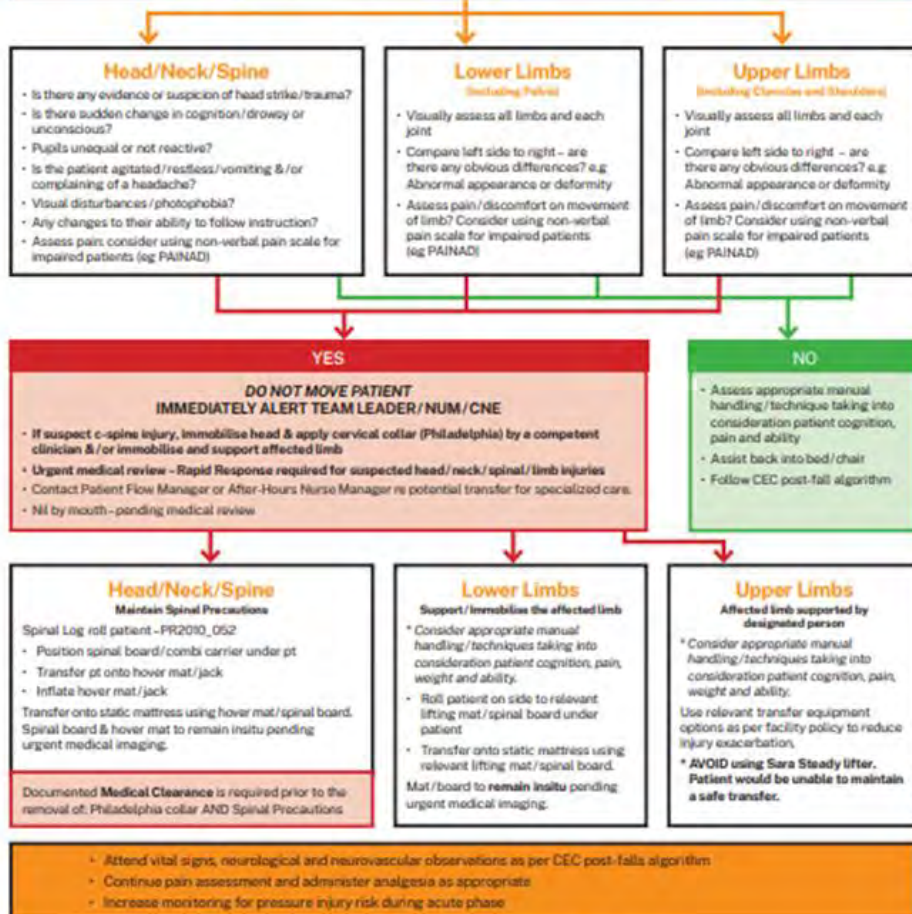 Head/Neck/Spine
• Is there any evidence or suspicion of head strike/trauma?
• Is there sudden change in cognition/drowsy or
unconscious?
• Pupils unequal or not reactive?
• Is the patient agitated/restless/vomiting &/or
complaining of a headache?
• Visual disturbances/photophobia?
• Any changes to their ability to follow instruction?
• Assess pain: consider using non-verbal pain scale for
impaired patients (eg PAINAD)
Lower Limbs
(including Pelvis)
• Visually assess all limbs and each
joint
• Compare left side to right – are
there any obvious differences? e.g
Abnormal appearance or deformity
• Assess pain/discomfort on movement
of limb? Consider using non-verbal
pain scale for impaired patients
(eg PAINAD)
Upper Limbs
(including Clavicles and Shoulders)
• Visually assess all limbs and each
joint
• Compare left side to right – are
there any obvious differences? e.g
Abnormal appearance or deformity
• Assess pain/discomfort on movement
of limb? Consider using non-verbal
pain scale for impaired patients
(eg PAINAD)
YES
DO NOT MOVE PATIENT
IMMEDIATELY ALERT TEAM LEADER/NUM/CNE
• If suspect c-spine injury, immobilise head & apply cervical collar (Philadelphia) by a competent
clinician &/or immobilise and support affected limb
• Urgent medical review – Rapid Response required for suspected head/neck/spinal/limb injuries
• Contact Patient Flow Manager or After-Hours Nurse Manager re potential transfer for specialized care.
• Nil by mouth – pending medical review
NO
• Assess appropriate manual
handling/technique taking into
consideration patient cognition,
pain and ability
• Assist back into bed/chair
• Follow CEC post-fall algorithm
Head/Neck/Spine
Maintain Spinal Precautions
Spinal Log roll patient – PR2010_052
• Position spinal board/combi carrier under pt
• Transfer pt onto hover mat/jack
• Inflate hover mat/jack
Transfer onto static mattress using hover mat/spinal board.
Spinal board & hover mat to remain insitu pending
urgent medical imaging.
Documented Medical Clearance is required prior to the
removal of: Philadelphia collar AND Spinal Precautions
Lower Limbs
Support/Immobilise the affected limb
* Consider appropriate manual
handling/techniques taking into
consideration patient cognition, pain,
weight and ability.
• Roll patient on side to relevant
lifting mat/spinal board under
patient
• Transfer onto static mattress using
relevant lifting mat/spinal board.
Mat/board to remain insitu pending
urgent medical imaging.
Upper Limbs
Affected limb supported by
designated person
* Consider appropriate manual
handling/techniques taking into
consideration patient cognition, pain,
weight and ability.
Use relevant transfer equipment
options as per facility policy to reduce
injury exacerbation.
* AVOID using Sara Steady lifter.
Patient would be unable to maintain
a safe transfer.
• Attend vital signs, neurological and neurovascular observations as per CEC post-falls algorithm
• Continue pain assessment and administer analgesia as appropriate
• Increase monitoring for pressure injury risk during acute phase